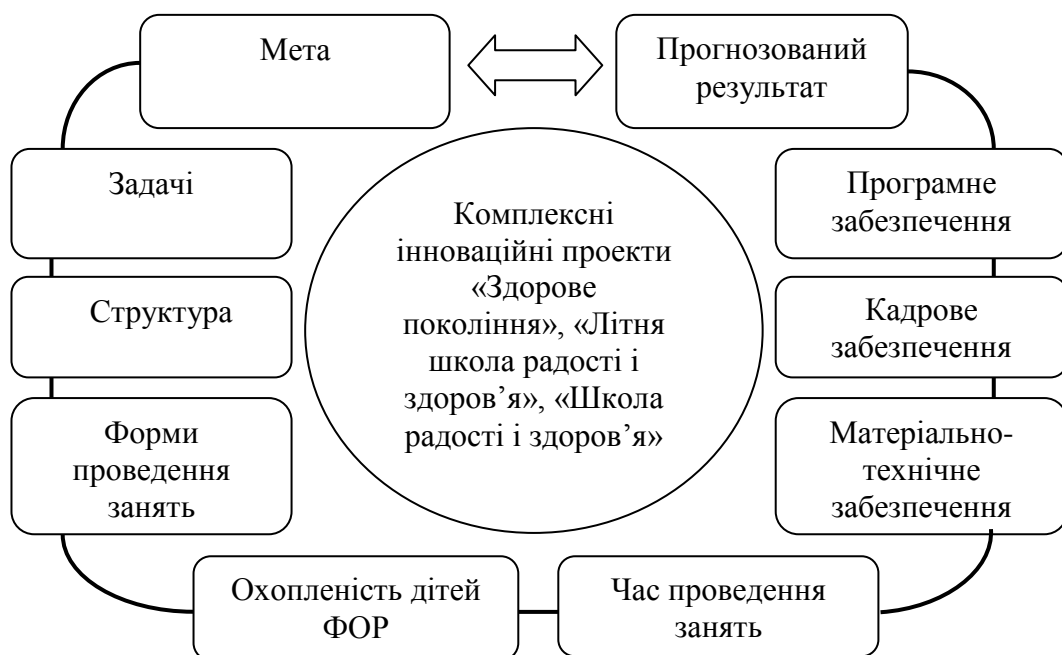 Мета
Прогнозований
результат
Задачі
Програмне
забезпечення
Структура
Кадрове
забезпечення
Комплексні
інноваційні проекти
«Здорове
покоління», «Літня
школа радості і
здоров’я», «Школа
радості і здоров’я»
Форми
проведення
занять
Матеріально-
технічне
забезпечення
Охопленість дітей
ФОР
Час проведення
занять